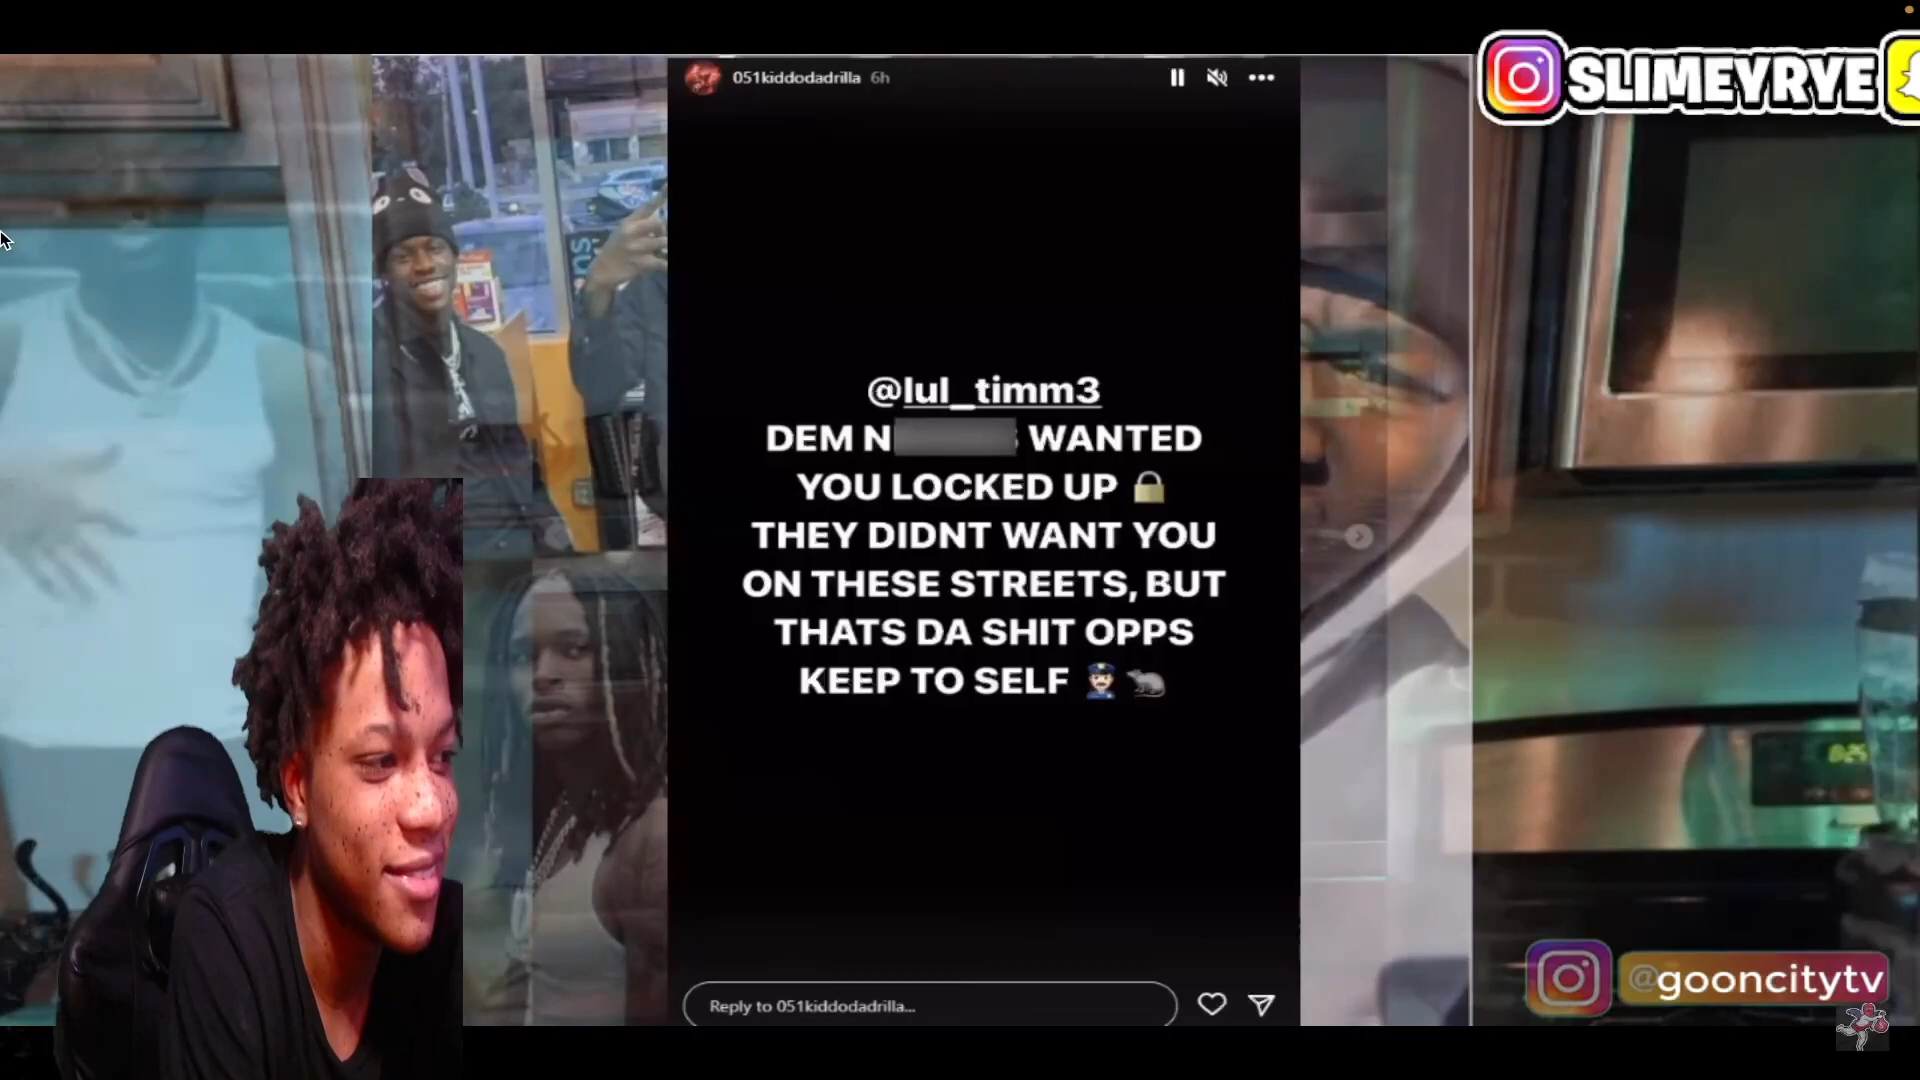 SLIMEYRYE
051kiddodadrilla 6h
@lul_timm3
DEM N WANTED
YOU LOCKED UP 🔒
THEY DIDNT WANT YOU
ON THESE STREETS, BUT
THATS DA SHIT OPPS
KEEP TO SELF 👮🏻‍♂️🐀
Reply to 051kiddodadrilla...
@gooncitytv